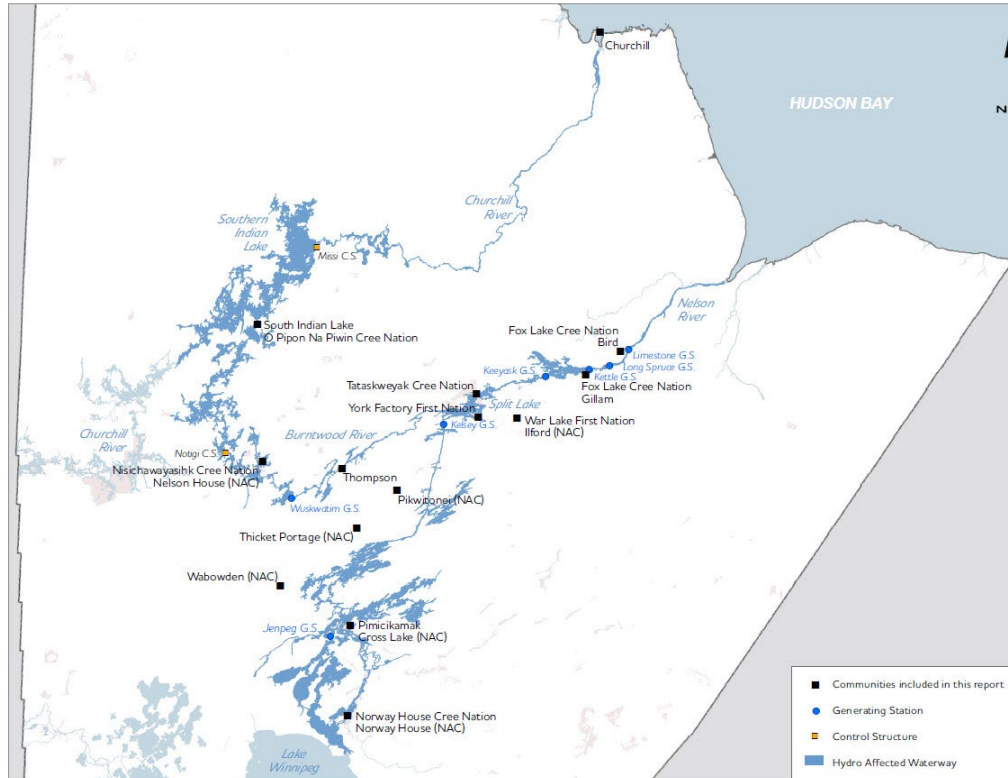 Churchill
HUDSON BAY
N
Churchill
River
Southern
Indian
Lake
Missi C.S.
Nelson
River
South Indian Lake
O Pipon Na Piwin Cree Nation
Fox Lake Cree Nation
Bird
Limestone G.S.
Long Spruce G.S.
Keeyask G.S.
Kettle G.S.
Fox Lake Cree Nation
Gillam
Tataskweyak Cree Nation
Split Lake
York Factory First Nation
War Lake First Nation
Ilford (NAC)
Kelsey G.S.
Churchill
River
Burntwood River
Notigi C.S.
Nisichawayasihk Cree Nation
Nelson House (NAC)
Thompson
Pikwitonei (NAC)
Wuskwatim G.S.
Thicket Portage (NAC)
Wabowden (NAC)
Jenpeg G.S.
Pimicikamak
Cross Lake (NAC)
Norway House Cree Nation
Norway House (NAC)
Lake
Winnipeg
Communities included in this report
Generating Station
Control Structure
Hydro Affected Waterway